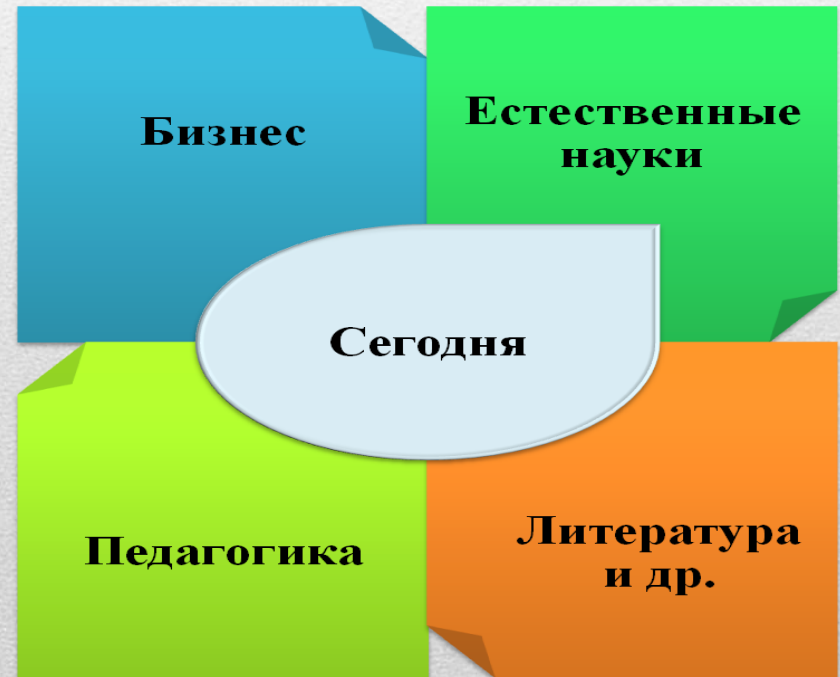 Бизнес
Естественные
науки
Сегодня
Педагогика
Литература
и др.